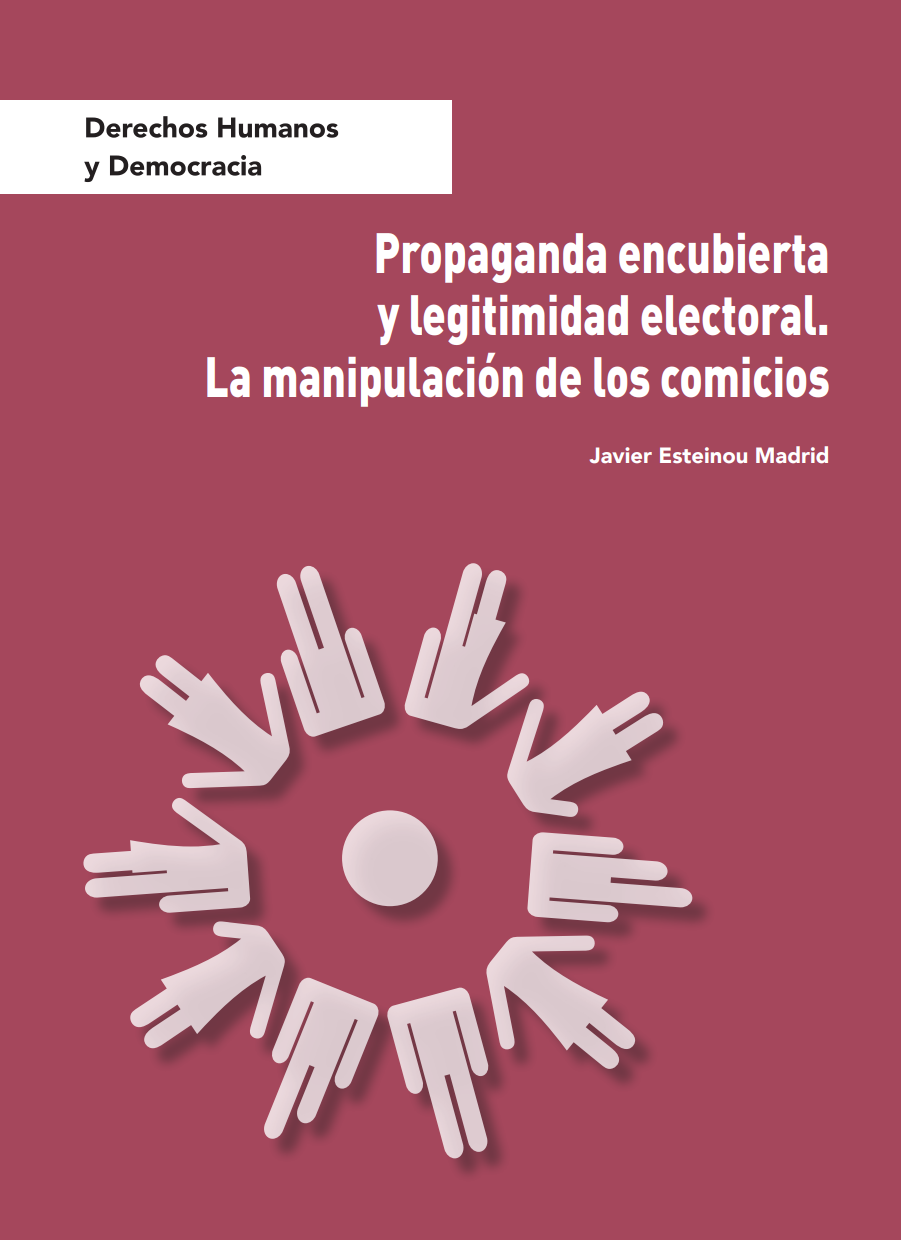 Derechos Humanos
y Democracia
Propaganda encubierta
y legitimidad electoral.
La manipulación de los comicios
Javier Esteinou Madrid